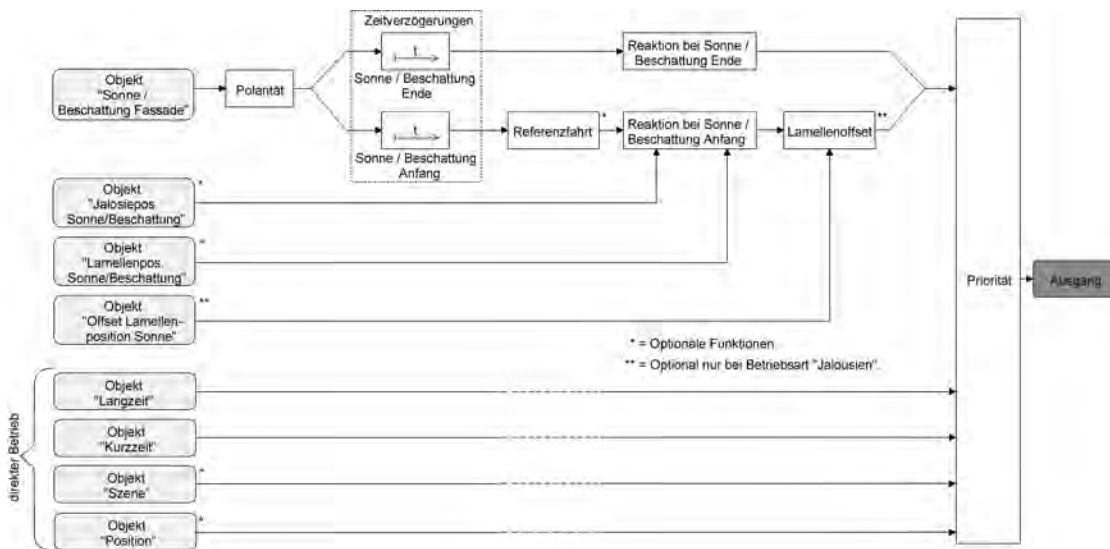 Zeitverzögerungen
t
Sonne / Beschattung
Ende
Reaktion bei Sonne /
Beschattung Ende
Objekt
"Sonne /
Beschattung Fassade"
Polarität
t
Sonne / Beschattung
Anfang
Referenzfahrt
*
Reaktion bei Sonne /
Beschattung Anfang
Lamellenoffset
**
Objekt
"Jalosiepos.
Sonne/Beschattung"
*
Objekt
"Lamellenpos.
Sonne/Beschattung"
*
Objekt
"Offset Lamellen-
position Sonne"
**
* = Optionale Funktionen.
** = Optional nur bei Betriebsart "Jalousien".
Priorität
Ausgang
direkter Betrieb
Objekt
"Langzeit"
Objekt
"Kurzzeit"
Objekt
"Szene"
*
Objekt
"Position"
*